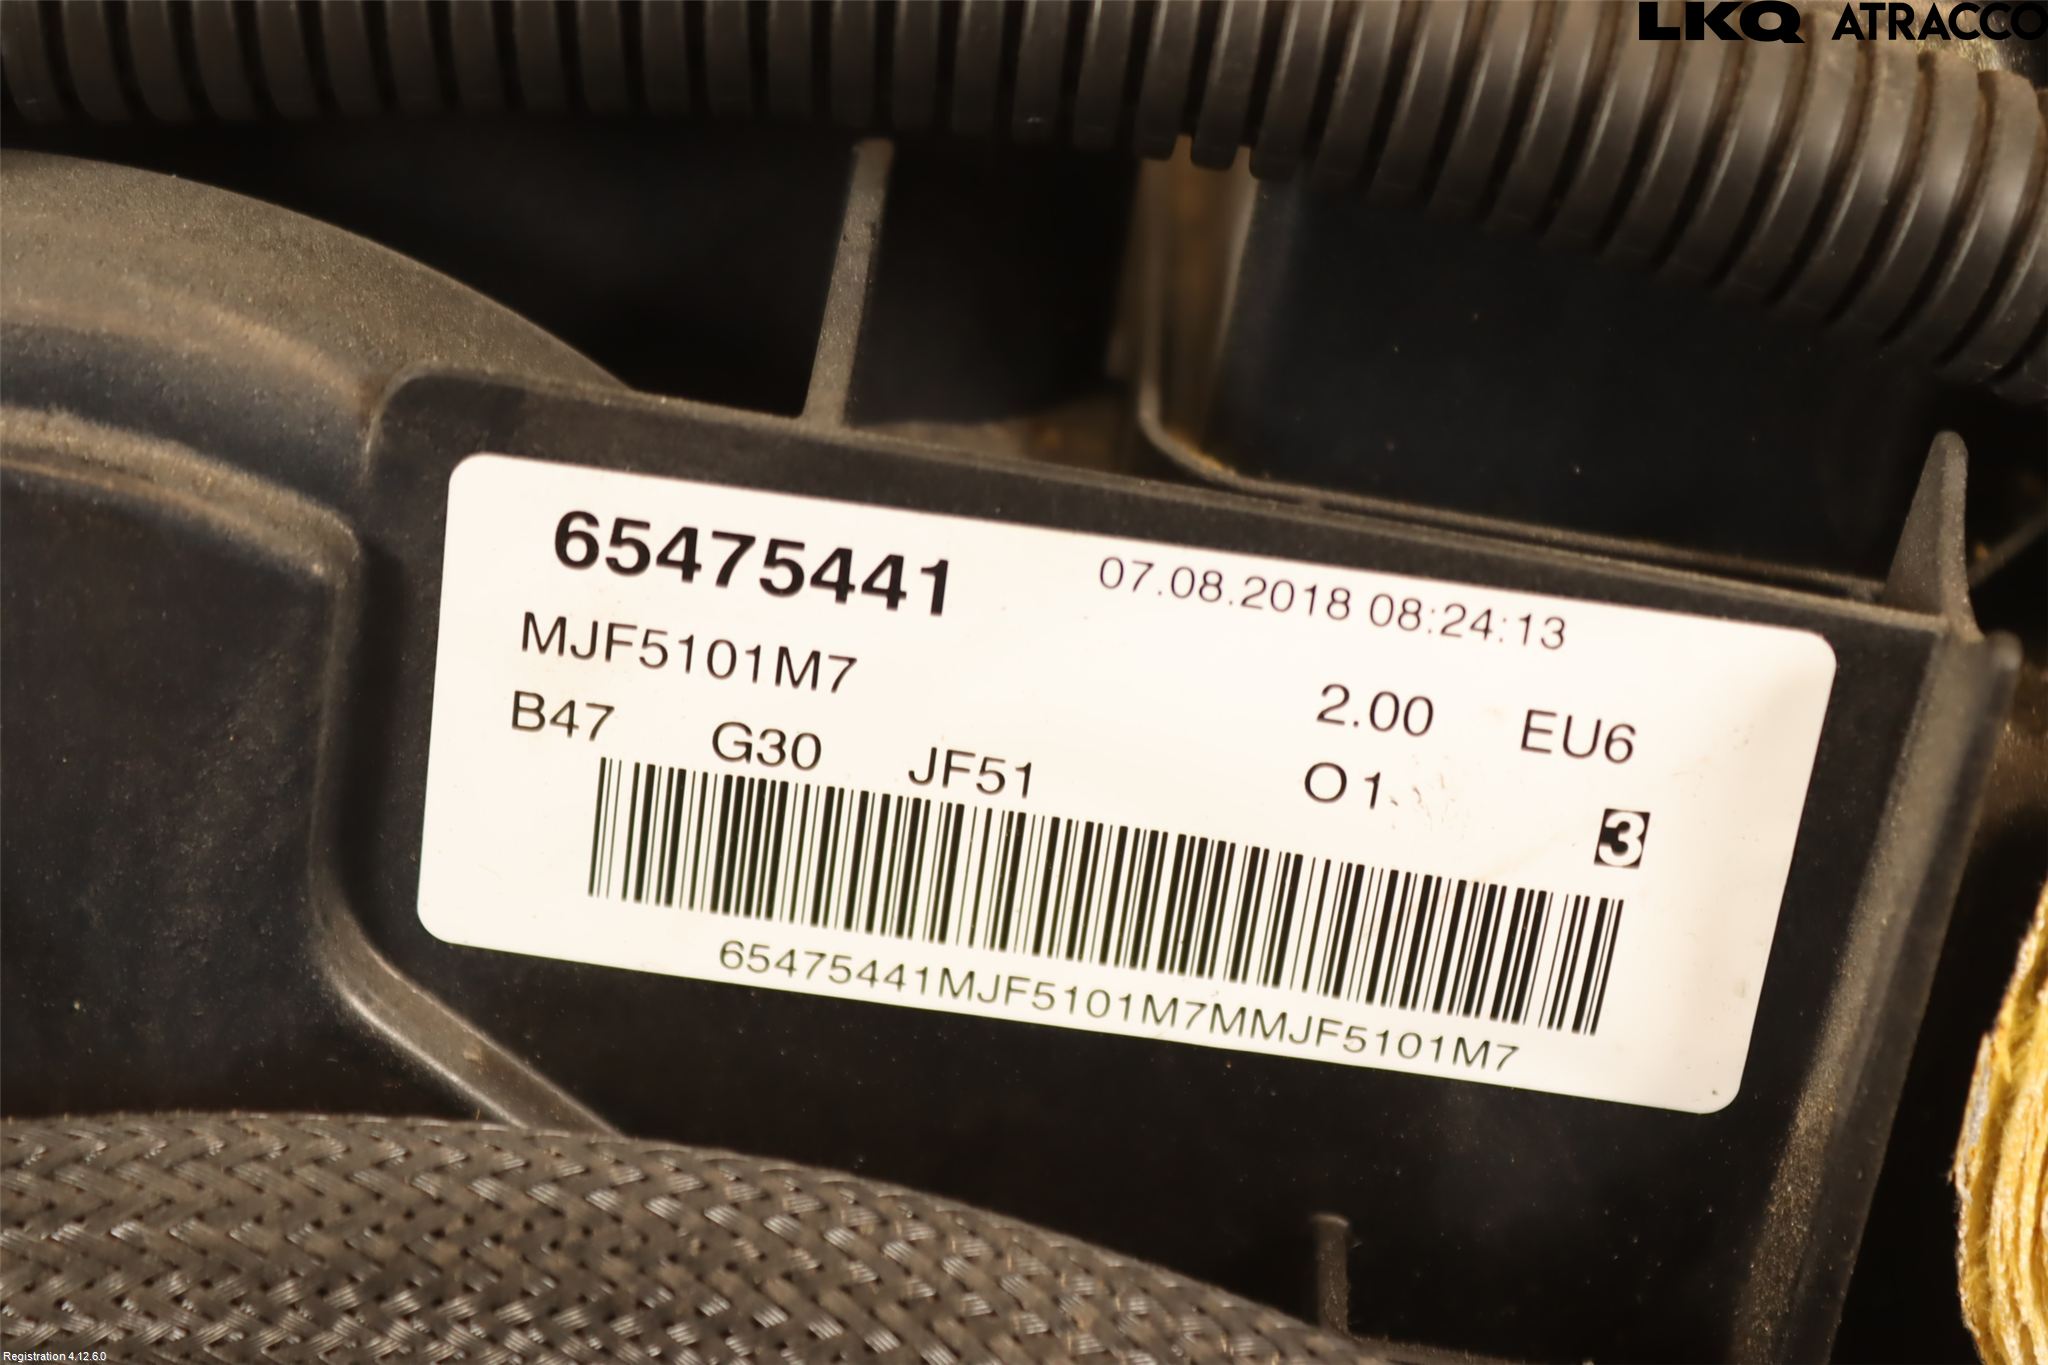 LKQ ATRACCO
65475441 07.08.2018 08:24:13
MJF5101M7 2.00 EU6
B47 G30 JF51 O1 3
65475441MJF5101M7MMJF5101M7
Registration 4.12.6.0